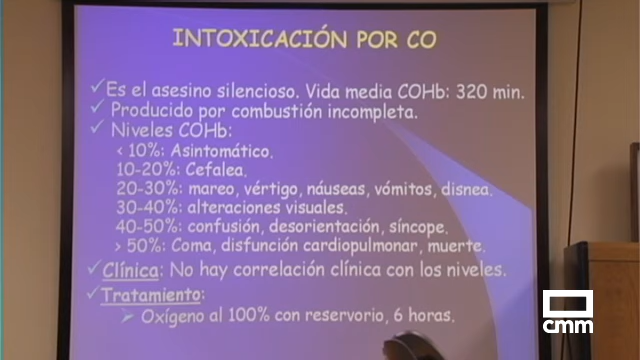 INTOXICACIÓN POR CO
✓Es el asesino silencioso. Vida media COHb: 320 min.
✓ Producido por combustión incompleta.
✓ Niveles COHb:
< 10%: Asintomático.
10-20%: Cefalea.
20-30%: mareo, vértigo, náuseas, vómitos, disnea.
30-40%: alteraciones visuales.
40-50%: confusión, desorientación, síncope.
> 50%: Coma, disfunción cardiopulmonar, muerte.
✓Clínica: No hay correlación clínica con los niveles.
✓Tratamiento:
➢ Oxígeno al 100% con reservorio, 6 horas.
cmm